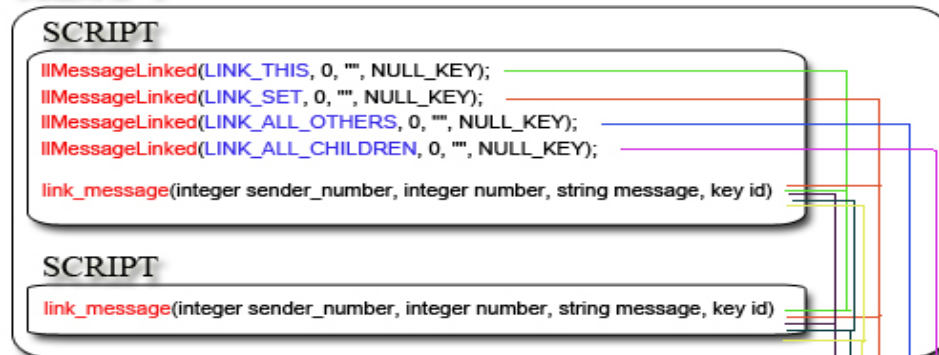 SCRIPT
llMessageLinked(LINK_THIS, 0, "", NULL_KEY);
llMessageLinked(LINK_SET, 0, "", NULL_KEY);
llMessageLinked(LINK_ALL_OTHERS, 0, "", NULL_KEY);
llMessageLinked(LINK_ALL_CHILDREN, 0, "", NULL_KEY);
link_message(integer sender_number, integer number, string message, key id)
SCRIPT
link_message(integer sender_number, integer number, string message, key id)